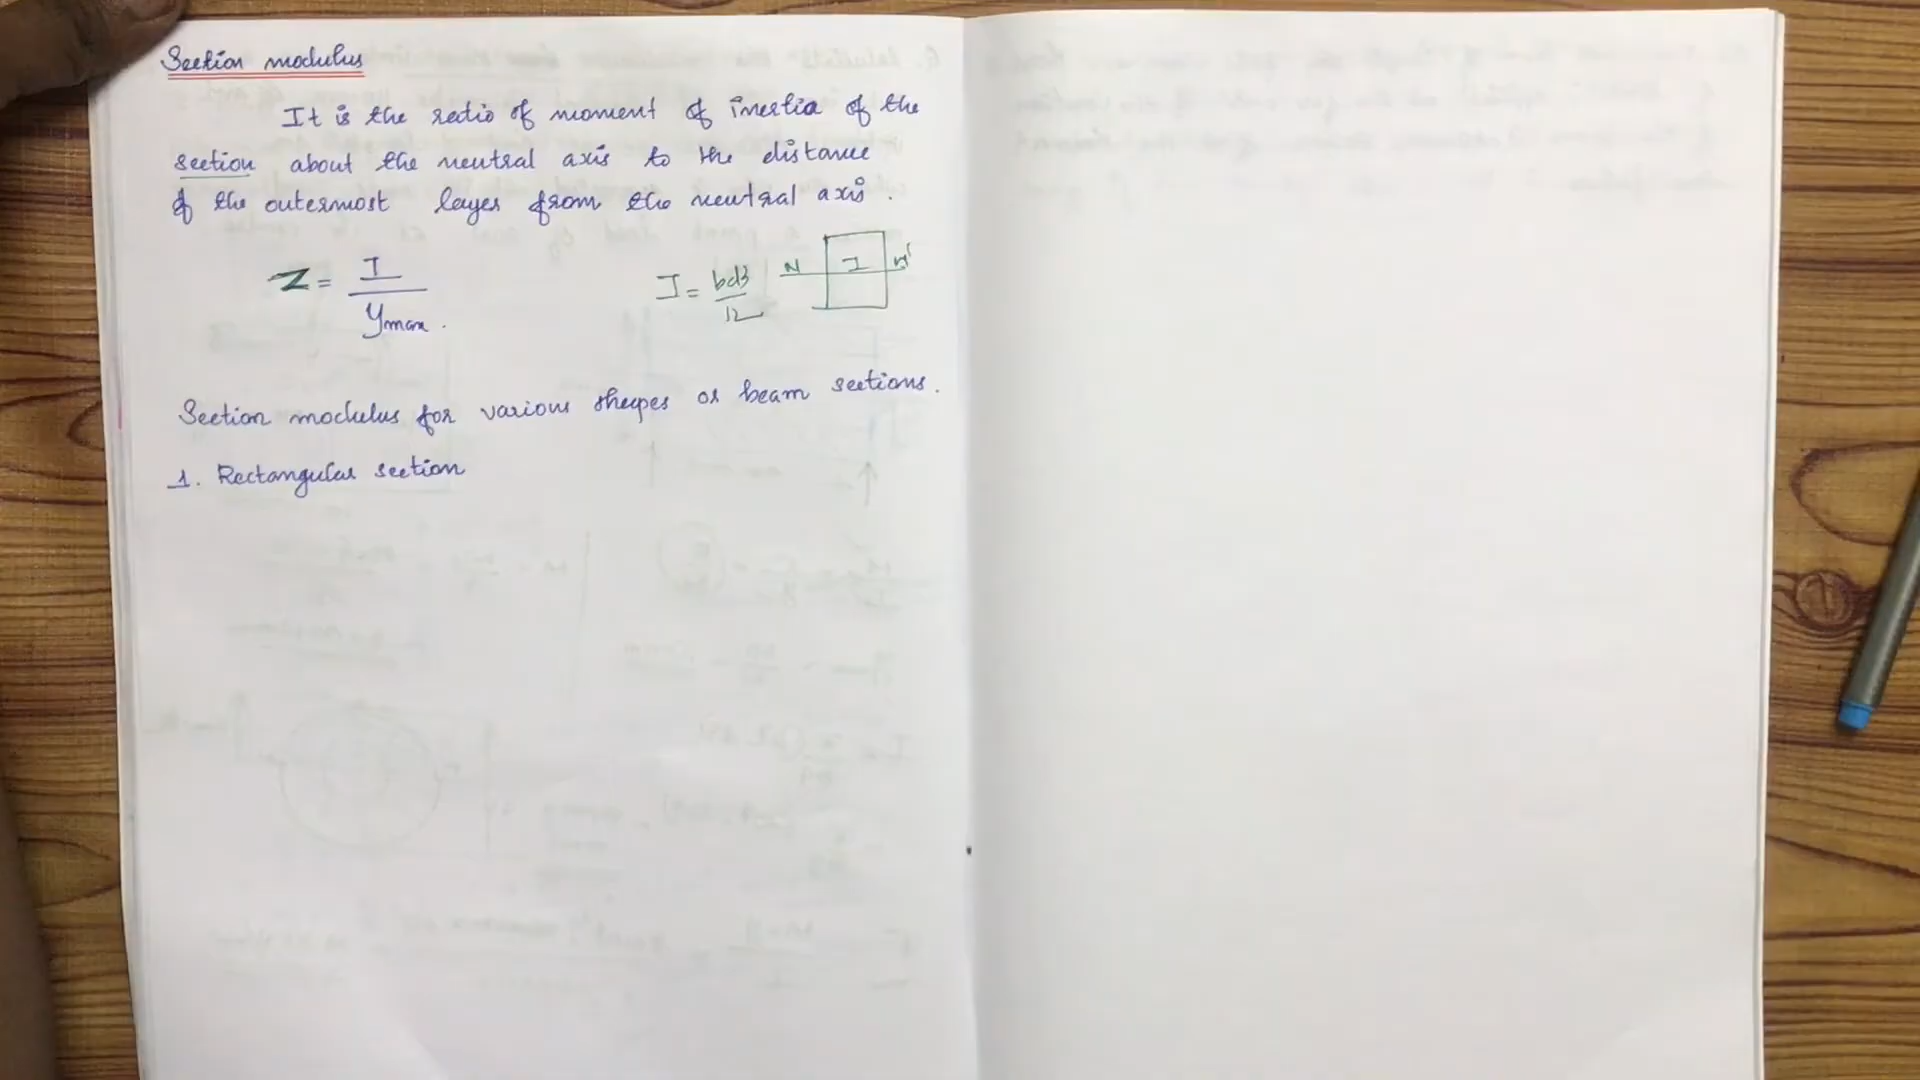 Section modulus
It is the ratio of moment of inertia of the
section about the neutral axis to the distance
of the outermost layer from the neutral axis.
Z = I / ymax.
I = bd3 / 12
N I
Section modulus for various shapes or beam sections.
1. Rectangular section